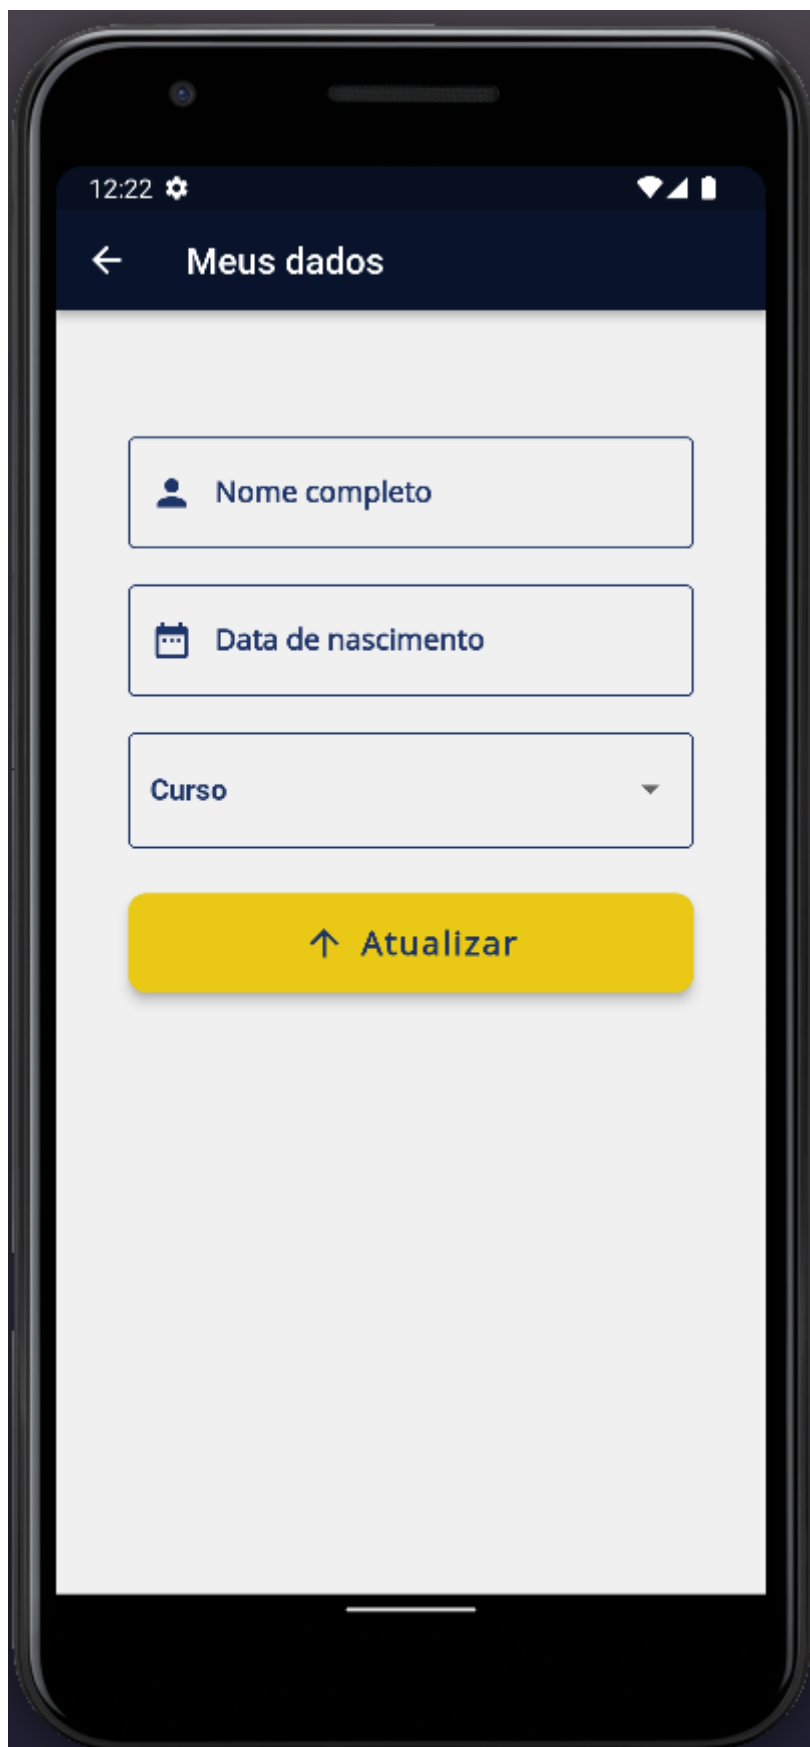 12:22
Meus dados
Nome completo
Data de nascimento
Curso
Atualizar